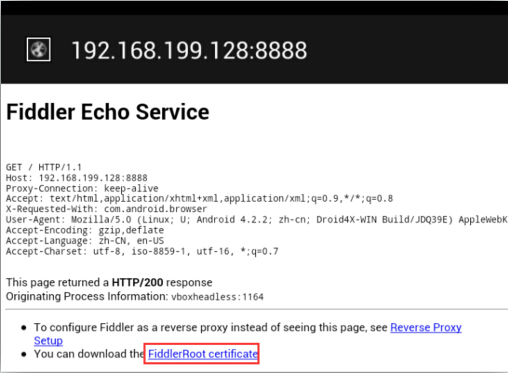 192.168.199.128:8888
Fiddler Echo Service
GET / HTTP/1.1
Host: 192.168.199.128:8888
Proxy-Connection: keep-alive
Accept: text/html,application/xhtml+xml,application/xml;q=0.9,*/*;q=0.8
X-Requested-With: com.android.browser
User-Agent: Mozilla/5.0 (Linux; U; Android 4.2.2; zh-cn; Droid4X-WIN Build/JDQ39E) AppleWebK
Accept-Encoding: gzip,deflate
Accept-Language: zh-CN, en-US
Accept-Charset: utf-8, iso-8859-1, utf-16, *;q=0.7
This page returned a HTTP/200 response
Originating Process Information: vboxheadless:1164
• To configure Fiddler as a reverse proxy instead of seeing this page, see Reverse Proxy
Setup
• You can download the FiddlerRoot certificate